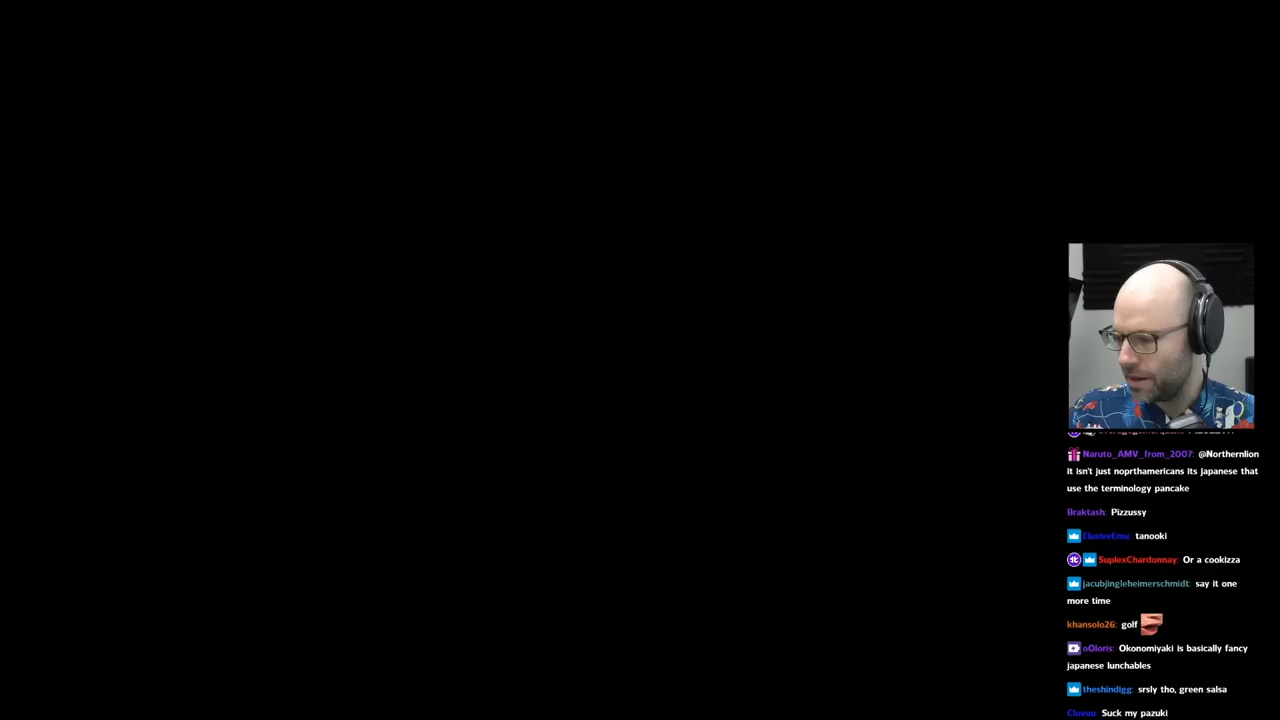 Naruto_AMV_from_2007: @Northernlion
it isn't just noprthamericans its japanese that
use the terminology pancake
Braktash: Pizzussy
ElusiveEmu: tanooki
SuplexChardonnay: Or a cookizza
jacubjingleheimerschmidt: say it one
more time
khansolo26: golf
oOloris: Okonomiyaki is basically fancy
japanese lunchables
theshindigg: srsly tho, green salsa
Clovuu: Suck my pazuki